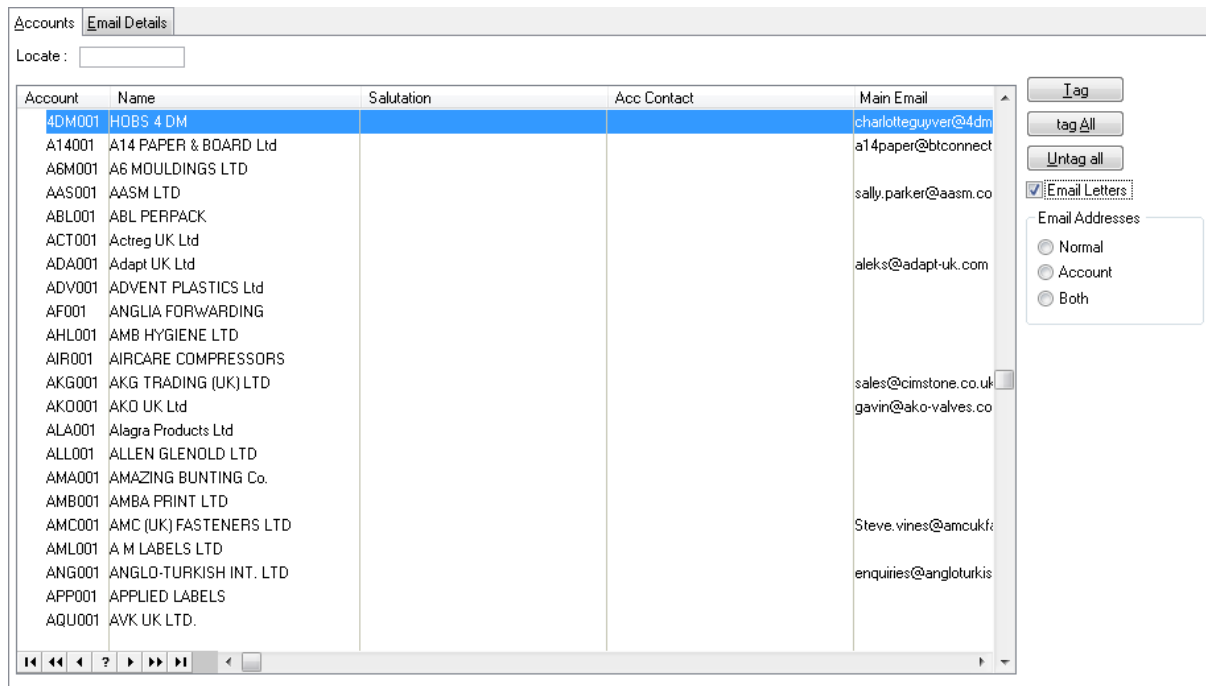 Accounts Email Details
Locate :
Account Name Salutation Acc Contact Main Email
4DM001 HOBS 4 DM charlotteguyver@4dm
A14001 A14 PAPER & BOARD Ltd a14paper@btconnect
A6M001 A6 MOULDINGS LTD
AAS001 AASM LTD sally.parker@aasm.co
ABL001 ABL PERPACK
ACT001 Actreg UK Ltd
ADA001 Adapt UK Ltd aleks@adapt-uk.com
ADV001 ADVENT PLASTICS Ltd
AF001 ANGLIA FORWARDING
AHL001 AMB HYGIENE LTD
AIR001 AIRCARE COMPRESSORS
AKG001 AKG TRADING (UK) LTD sales@cimstone.co.uk
AKO001 AKO UK Ltd gavin@ako-valves.co
ALA001 Alagra Products Ltd
ALL001 ALLEN GLENOLD LTD
AMA001 AMAZING BUNTING Co.
AMB001 AMBA PRINT LTD
AMC001 AMC (UK) FASTENERS LTD Steve.vines@amcukfa
AML001 A M LABELS LTD
ANG001 ANGLO-TURKISH INT. LTD enquiries@angloturkis
APP001 APPLIED LABELS
AQU001 AVK UK LTD.
?
Tag
tag All
Untag all
Email Letters
Email Addresses
Normal
Account
Both